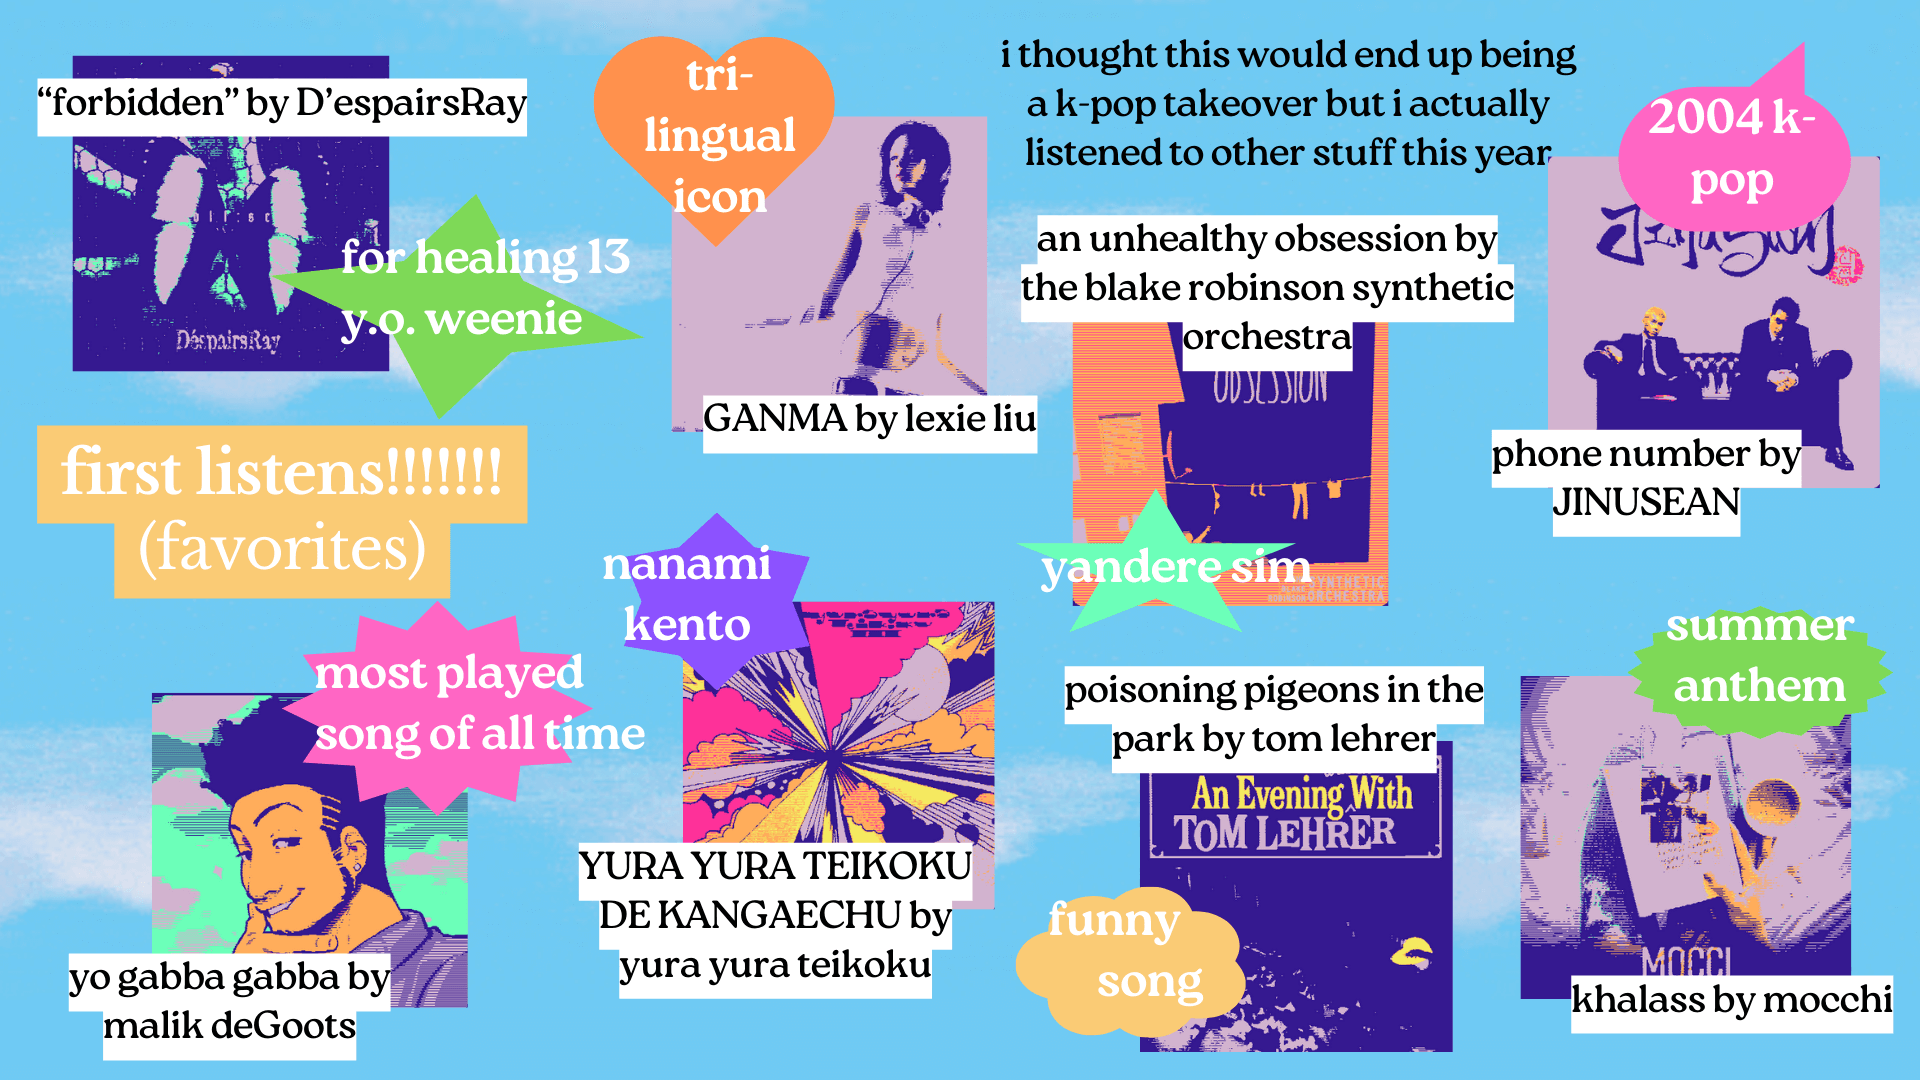 “forbidden” by D’espairsRay
for healing 13
y.o. weenie
DéspairsRay
tri-
lingual
icon
GANMA by lexie liu
i thought this would end up being
a k-pop takeover but i actually
listened to other stuff this year
an unhealthy obsession by
the blake robinson synthetic
orchestra
OBSESSION
SYNTHETIC
ORCHESTRA
yandere sim
2004 k-
pop
Jinusean
phone number by
JINUSEAN
first listens!!!!!!!
(favorites)
most played
song of all time
yo gabba gabba by
malik deGoots
nanami
kento
YURA YURA TEIKOKU
DE KANGAECHU by
yura yura teikoku
poisoning pigeons in the
park by tom lehrer
An Evening With
TOM LEHRER
funny
song
summer
anthem
MOCCI
khalass by mocchi